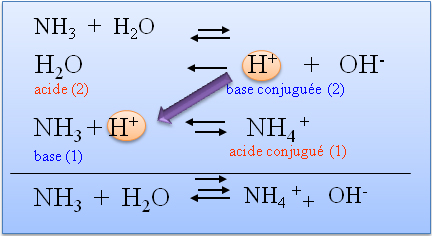 NH₃ + H₂O ⇌
H₂O ← H⁺ + OH⁻
acide (2) base conjuguée (2)
NH₃ + H⁺ ⇌ NH₄⁺
base (1) acide conjugué (1)
NH₃ + H₂O ⇌ NH₄⁺ + OH⁻